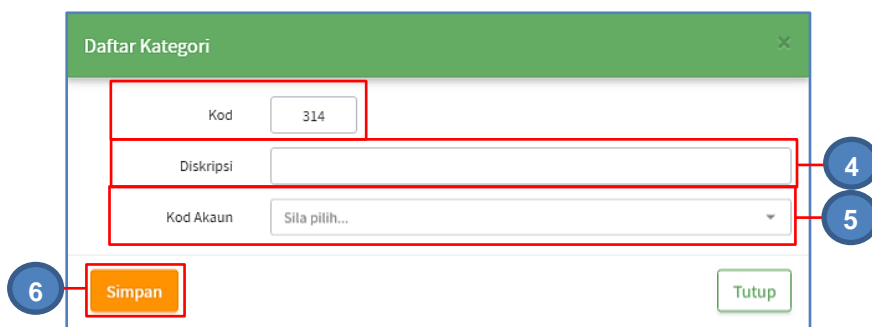 Daftar Kategori ×
Kod 314
Diskripsi 4
Kod Akaun Sila pilih... 5
6 Simpan Tutup